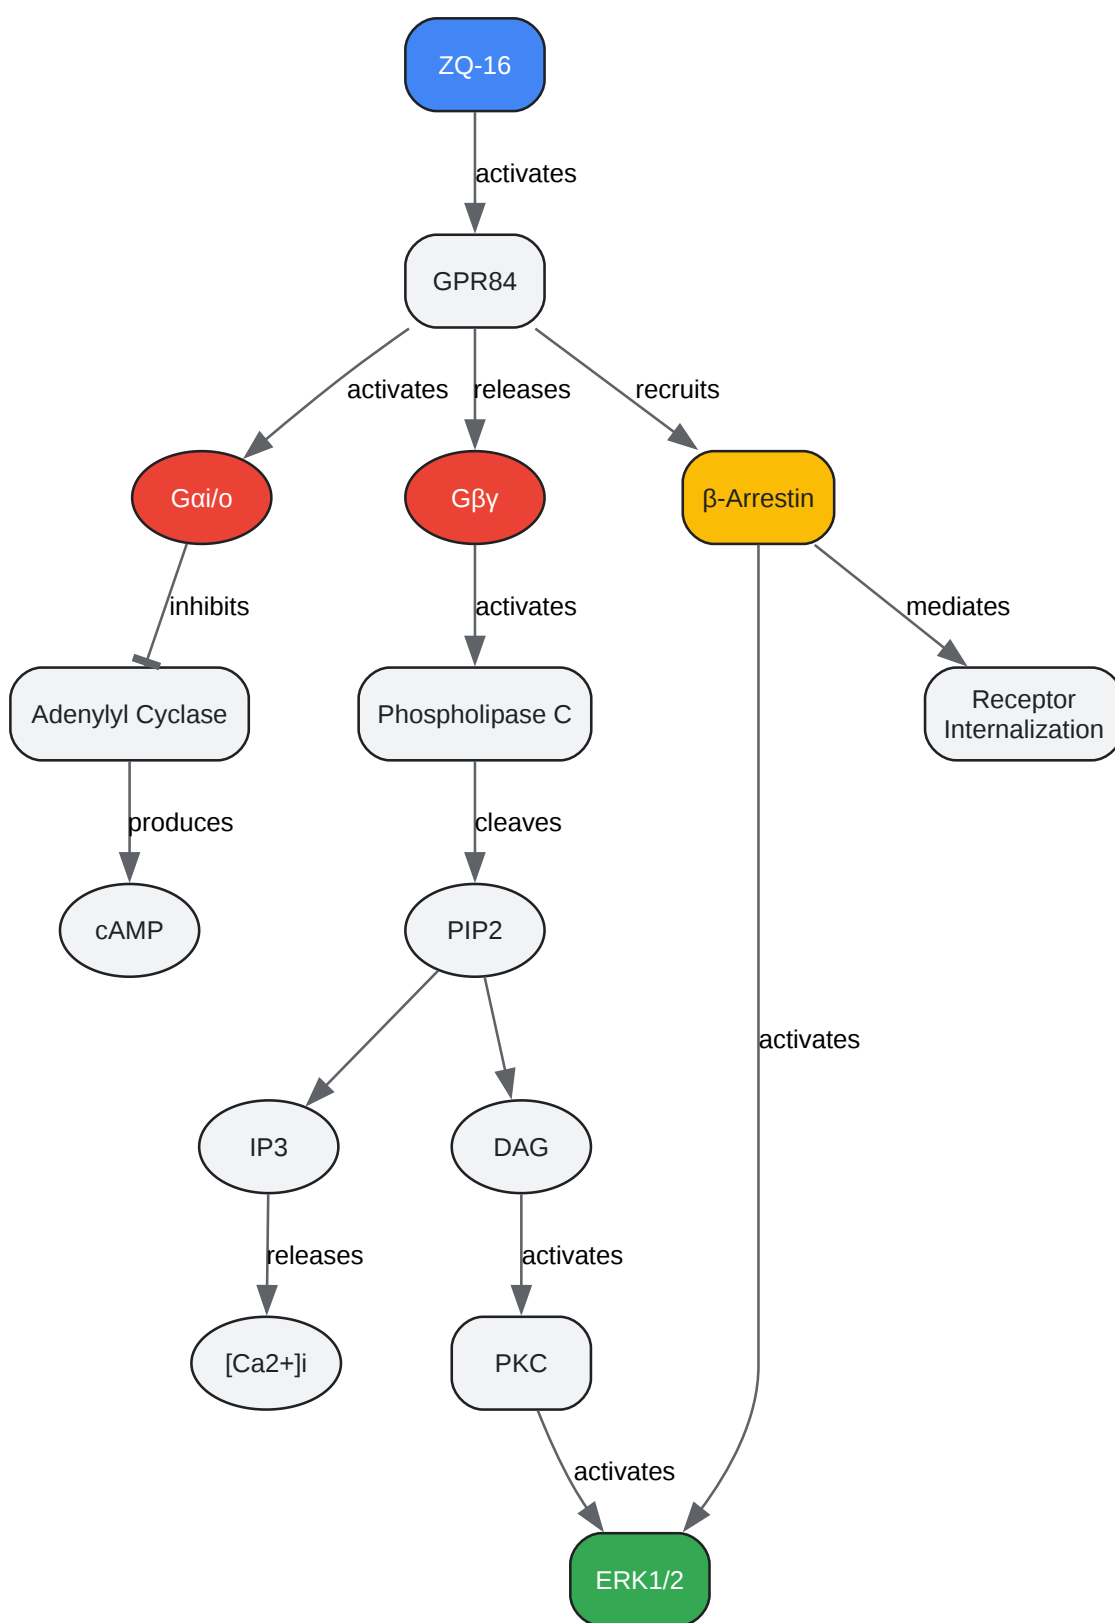 ZQ-16
activates
GPR84
activates
releases
recruits
Gαi/o
Gβγ
β-Arrestin
inhibits
activates
mediates
Adenylyl Cyclase
Phospholipase C
Receptor
Internalization
produces
cleaves
cAMP
PIP2
activates
IP3
DAG
releases
activates
[Ca2+]i
PKC
activates
ERK1/2